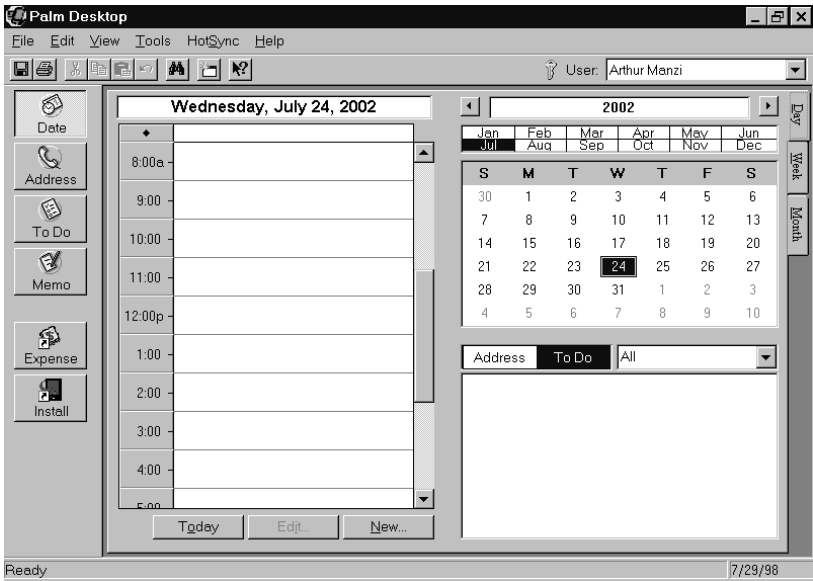 Palm Desktop
File Edit View Tools HotSync Help
User: Arthur Manzi
Date
Address
To Do
Memo
Expense
Install
Wednesday, July 24, 2002
8:00a
9:00
10:00
11:00
12:00p
1:00
2:00
3:00
4:00
5:00
Today Edit... New...
2002
Jan Feb Mar Apr May Jun
Jul Aug Sep Oct Nov Dec
S M T W T F S
30 1 2 3 4 5 6
7 8 9 10 11 12 13
14 15 16 17 18 19 20
21 22 23 24 25 26 27
28 29 30 31 1 2 3
4 5 6 7 8 9 10
Address To Do All
Day
Week
Month
Ready 7/29/98